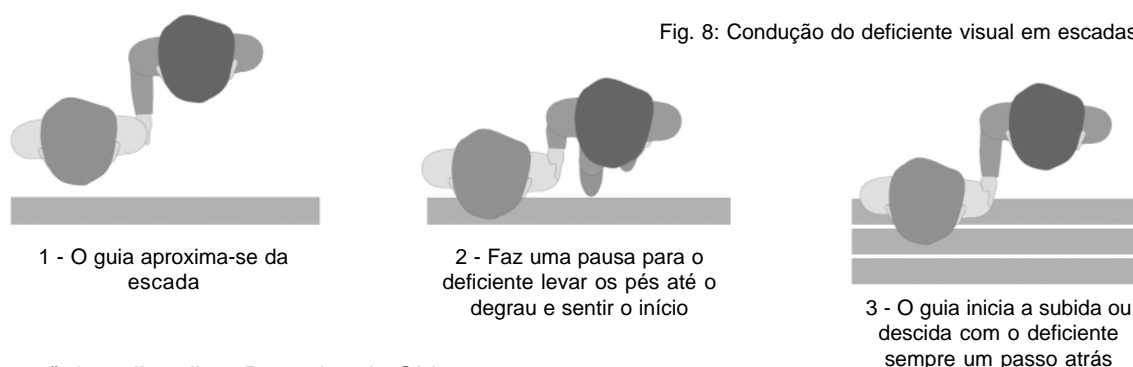 Fig. 8: Condução do deficiente visual em escadas
1 - O guia aproxima-se da
escada
2 - Faz uma pausa para o
deficiente levar os pés até o
degrau e sentir o início
3 - O guia inicia a subida ou
descida com o deficiente
sempre um passo atrás